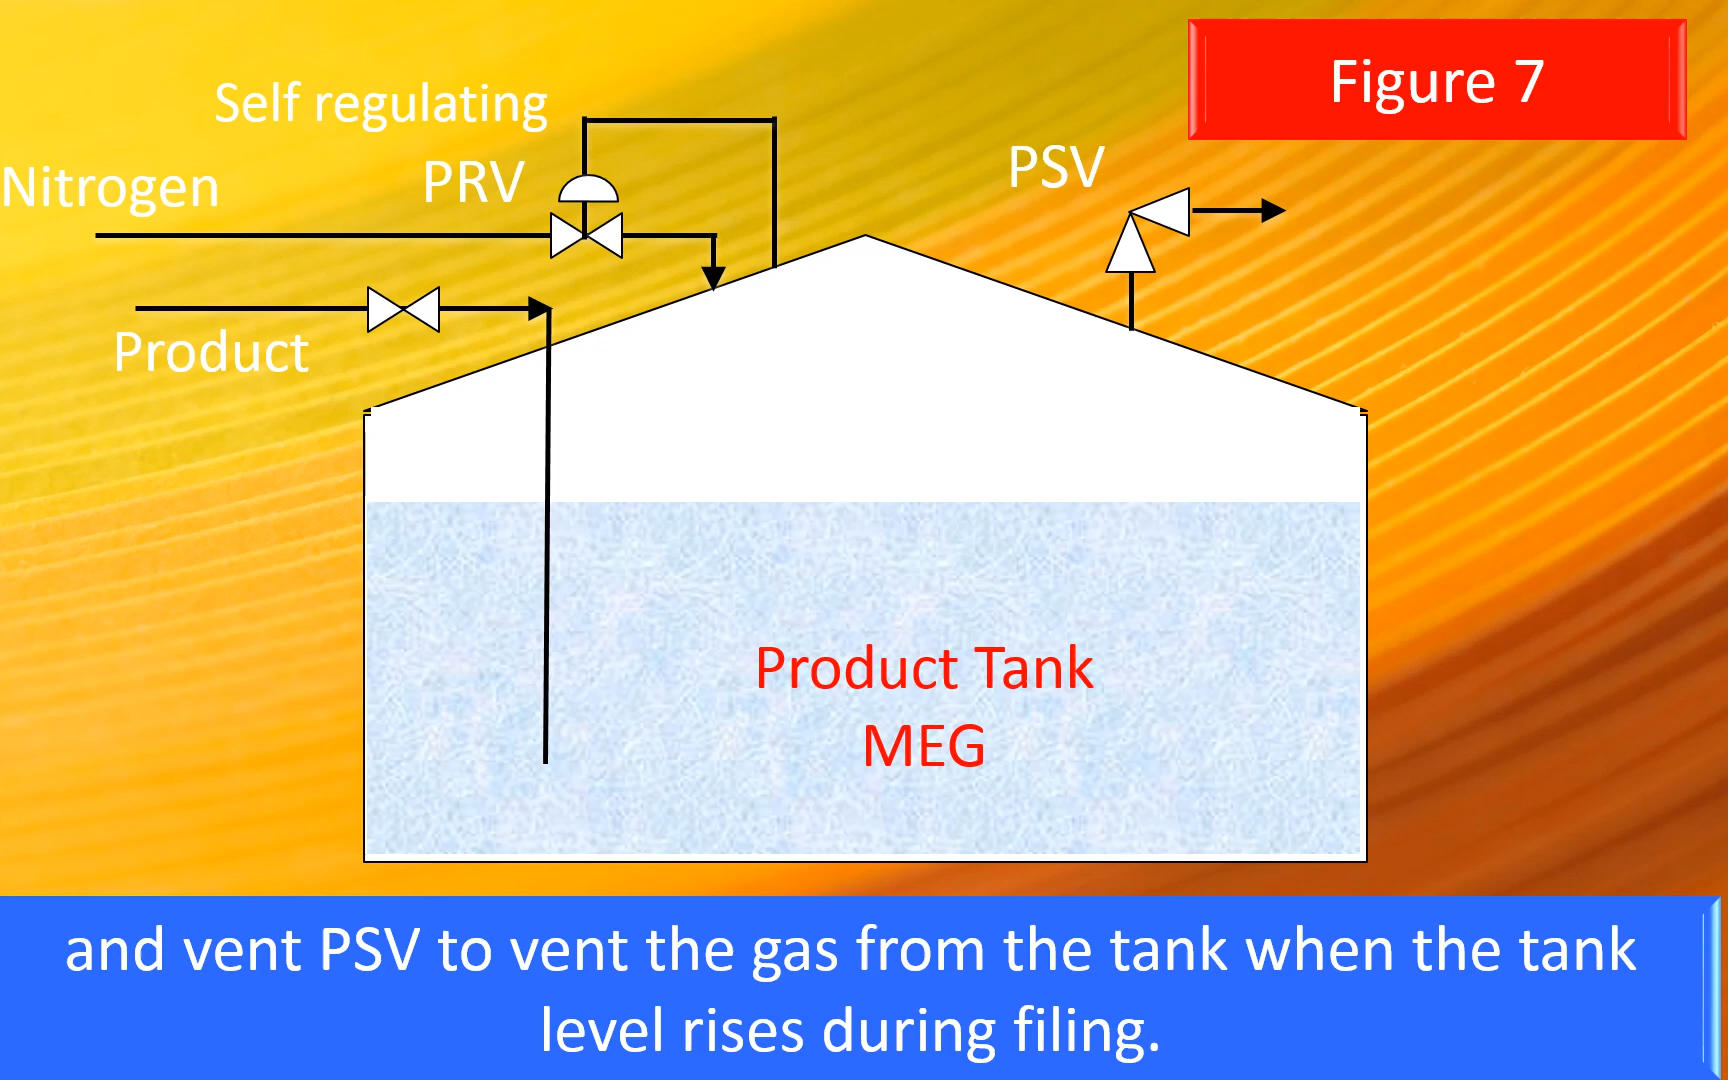 Figure 7
Self regulating
PRV
Nitrogen
PSV
Product
Product Tank
MEG
and vent PSV to vent the gas from the tank when the tank
level rises during filing.